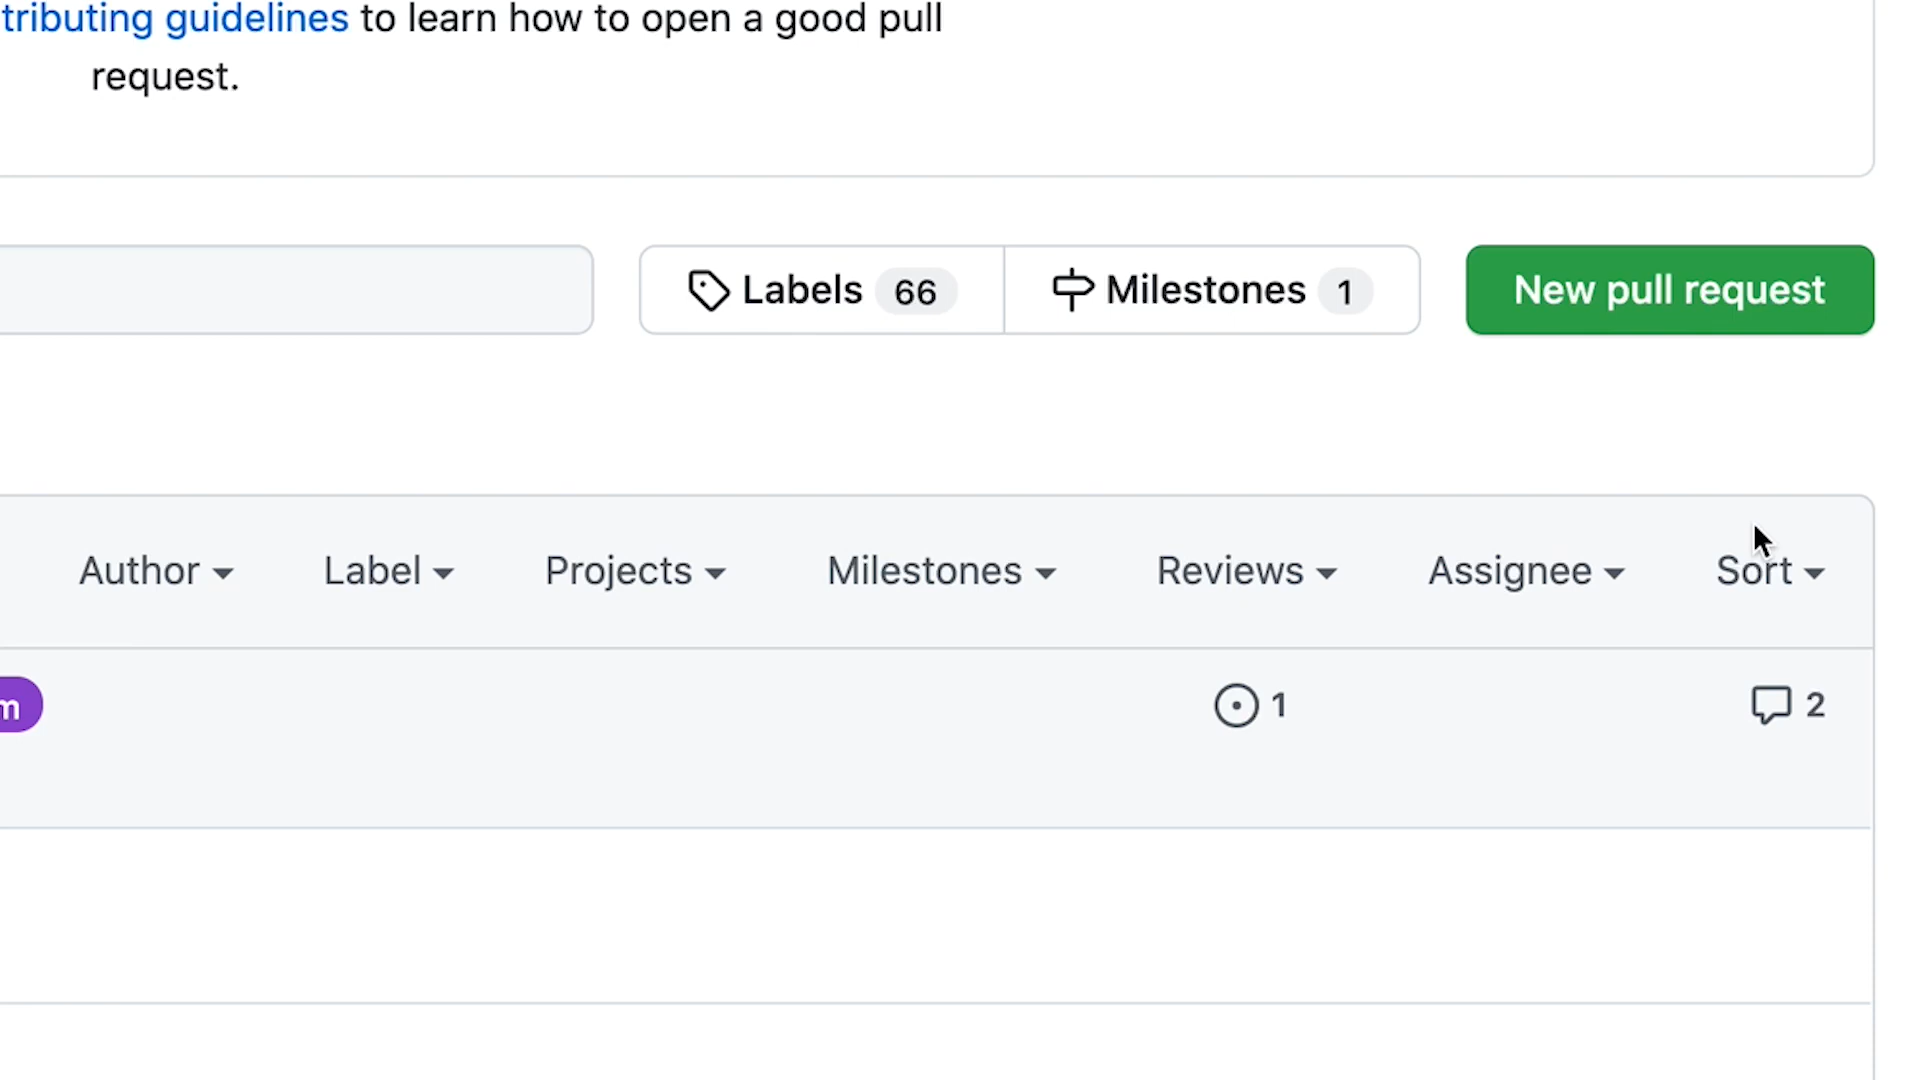 tributing guidelines to learn how to open a good pull
request.
Labels 66 Milestones 1 New pull request
Author Label Projects Milestones Reviews Assignee Sort
m 1 2